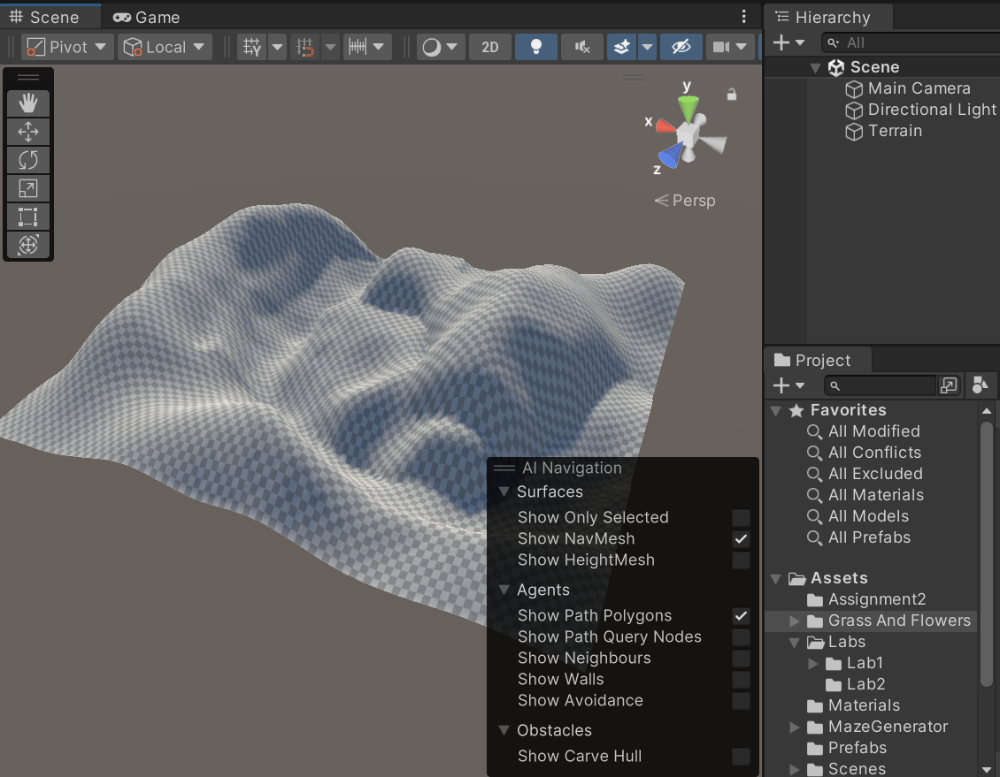 Scene
Game
Pivot
Local
2D
y
x
z
Persp
AI Navigation
Surfaces
Show Only Selected
Show NavMesh
Show HeightMesh
Agents
Show Path Polygons
Show Path Query Nodes
Show Neighbours
Show Walls
Show Avoidance
Obstacles
Show Carve Hull
Hierarchy
All
Scene
Main Camera
Directional Light
Terrain
Project
Favorites
All Modified
All Conflicts
All Excluded
All Materials
All Models
All Prefabs
Assets
Assignment2
Grass And Flowers
Labs
Lab1
Lab2
Materials
MazeGenerator
Prefabs
Scenes